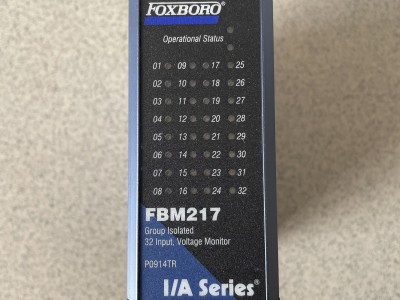 FOXBORO®
Operational Status
01 09 17 25
02 10 18 26
03 11 19 27
04 12 20 28
05 13 21 29
06 14 22 30
07 15 23 31
08 16 24 32
FBM217
Group Isolated
32 Input, Voltage Monitor
P0914TR
I/A Series®